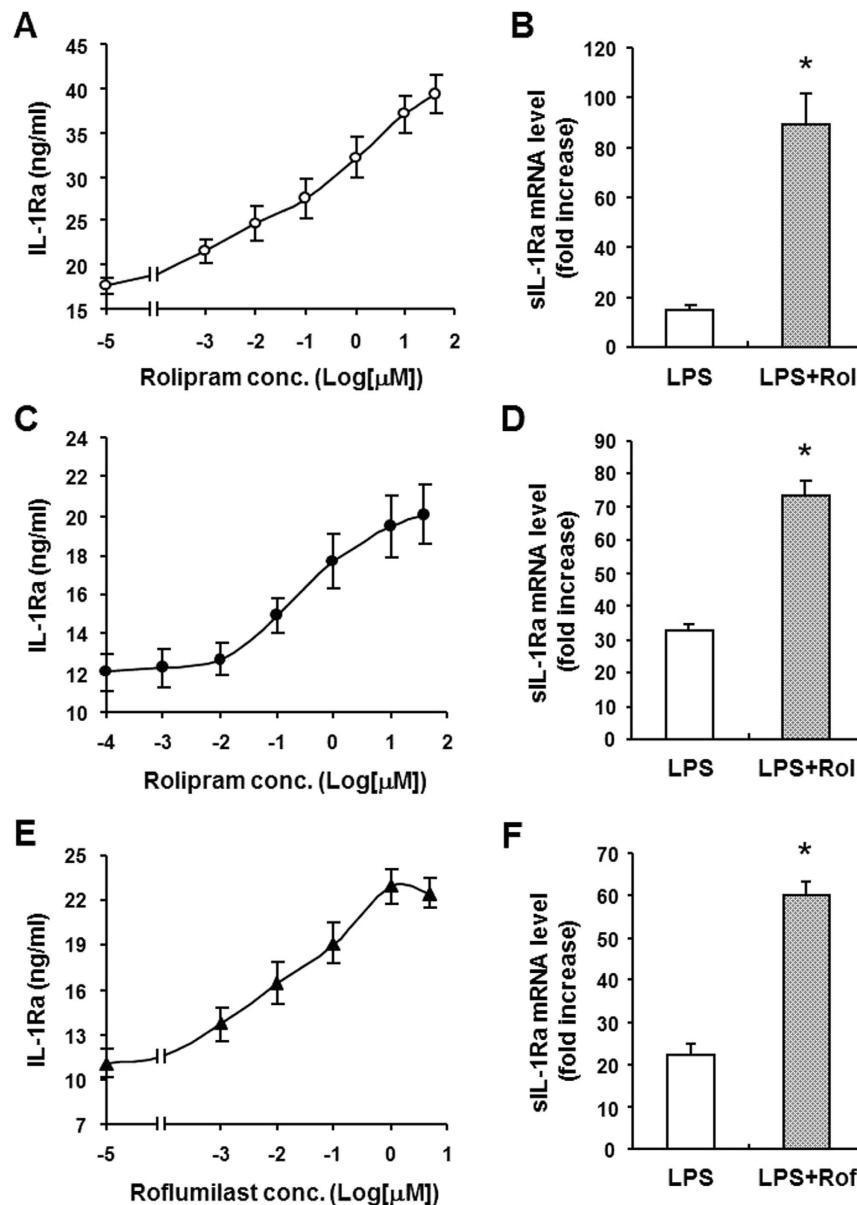 A
IL-1Ra (ng/ml)
45
40
35
30
25
20
15
-5 -3 -2 -1 0 1 2
Rolipram conc. (Log[μM])
B
sIL-1Ra mRNA level
(fold increase)
120
100
80
60
40
20
0
*
LPS LPS+Rol
C
IL-1Ra (ng/ml)
24
22
20
18
16
14
12
10
-4 -3 -2 -1 0 1 2
Rolipram conc. (Log[μM])
D
sIL-1Ra mRNA level
(fold increase)
90
80
70
60
50
40
30
20
10
0
*
LPS LPS+Rol
E
IL-1Ra (ng/ml)
25
22
19
16
13
10
7
-5 -3 -2 -1 0 1
Roflumilast conc. (Log[μM])
F
sIL-1Ra mRNA level
(fold increase)
70
60
50
40
30
20
10
0
*
LPS LPS+Rof